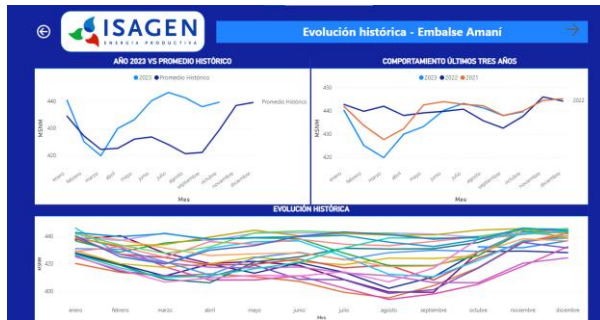 ISAGEN
ENERGÍA PRODUCTIVA
Evolución histórica - Embalse Amaní
AÑO 2023 VS PROMEDIO HISTÓRICO
2023 Promedio Histórico
MSNM
440
430
420
Promedio Histórico
enero febrero marzo abril mayo junio julio agosto septiembre octubre noviembre diciembre
Mes
COMPORTAMIENTO ÚLTIMOS TRES AÑOS
2023 2022 2021
MSNM
450
440
430
420
2022
enero febrero marzo abril mayo junio julio agosto septiembre octubre noviembre diciembre
Mes
EVOLUCIÓN HISTÓRICA
MSNM
440
420
400
enero febrero marzo abril mayo junio julio agosto septiembre octubre noviembre diciembre
Mes